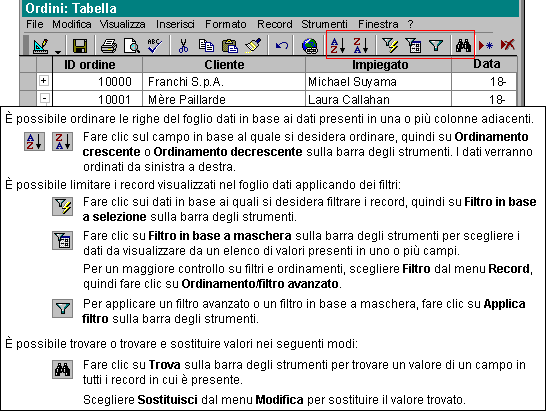 Ordini: Tabella
File Modifica Visualizza Inserisci Formato Record Strumenti Finestra ?
ID ordine Cliente Impiegato Data
10000 Franchi S.p.A. Michael Suyama 18-
10001 Mère Paillarde Laura Callahan 18-
È possibile ordinare le righe del foglio dati in base ai dati presenti in una o più colonne adiacenti.
Fare clic sul campo in base al quale si desidera ordinare, quindi su Ordinamento
crescente o Ordinamento decrescente sulla barra degli strumenti. I dati verranno
ordinati da sinistra a destra.
È possibile limitare i record visualizzati nel foglio dati applicando dei filtri:
Fare clic sui dati in base ai quali si desidera filtrare i record, quindi su Filtro in base
a selezione sulla barra degli strumenti.
Fare clic su Filtro in base a maschera sulla barra degli strumenti per scegliere i
dati da visualizzare da un elenco di valori presenti in uno o più campi.
Per un maggiore controllo su filtri e ordinamenti, scegliere Filtro dal menu Record,
quindi fare clic su Ordinamento/filtro avanzato.
Per applicare un filtro avanzato o un filtro in base a maschera, fare clic su Applica
filtro sulla barra degli strumenti.
È possibile trovare o trovare e sostituire valori nei seguenti modi:
Fare clic su Trova sulla barra degli strumenti per trovare un valore di un campo in
tutti i record in cui è presente.
Scegliere Sostituisci dal menu Modifica per sostituire il valore trovato.